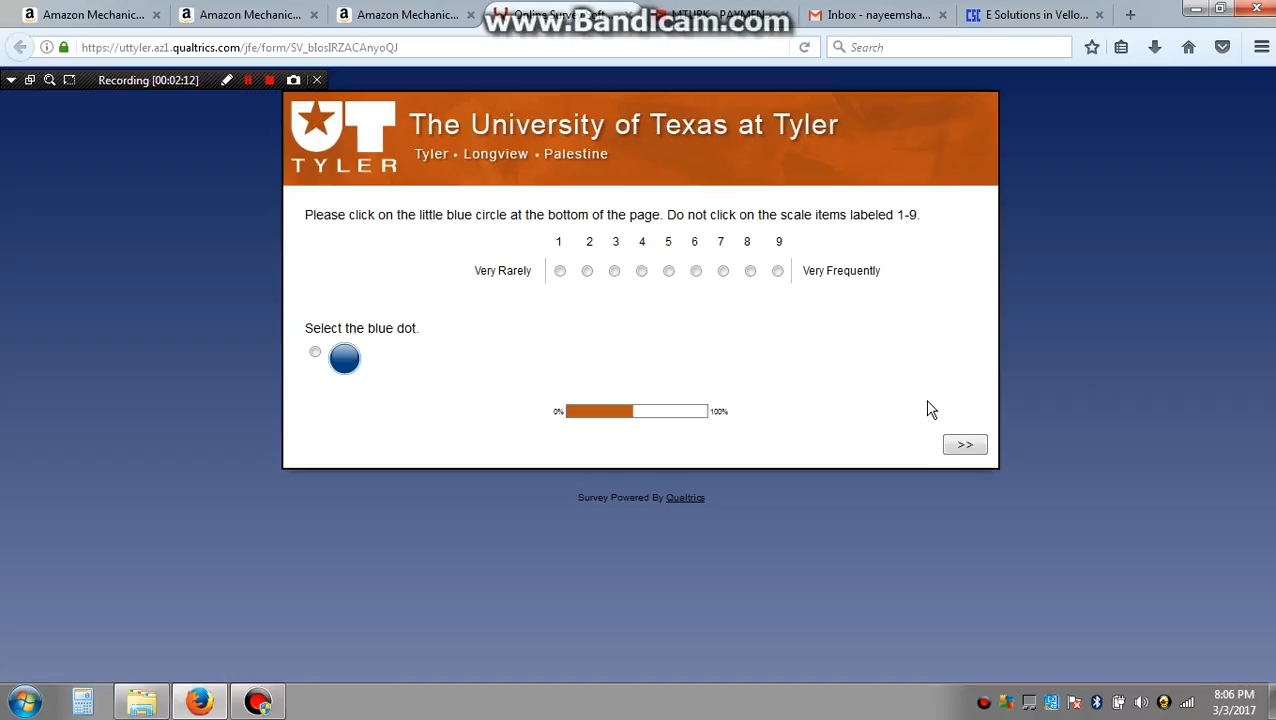 Amazon Mechanic...
Amazon Mechanic...
Amazon Mechanic...
www.Bandicam.com
Inbox - nayeemsha...
E Solutions in Vello...
https://uttyler.az1.qualtrics.com/jfe/form/SV_bIosIRZACAnyoQJ
Search
Recording [00:02:12]
UT
TYLER
The University of Texas at Tyler
Tyler • Longview • Palestine
Please click on the little blue circle at the bottom of the page. Do not click on the scale items labeled 1-9.
1 2 3 4 5 6 7 8 9
Very Rarely Very Frequently
Select the blue dot.
0% 100%
>>
Survey Powered By Qualtrics
8:06 PM
3/3/2017